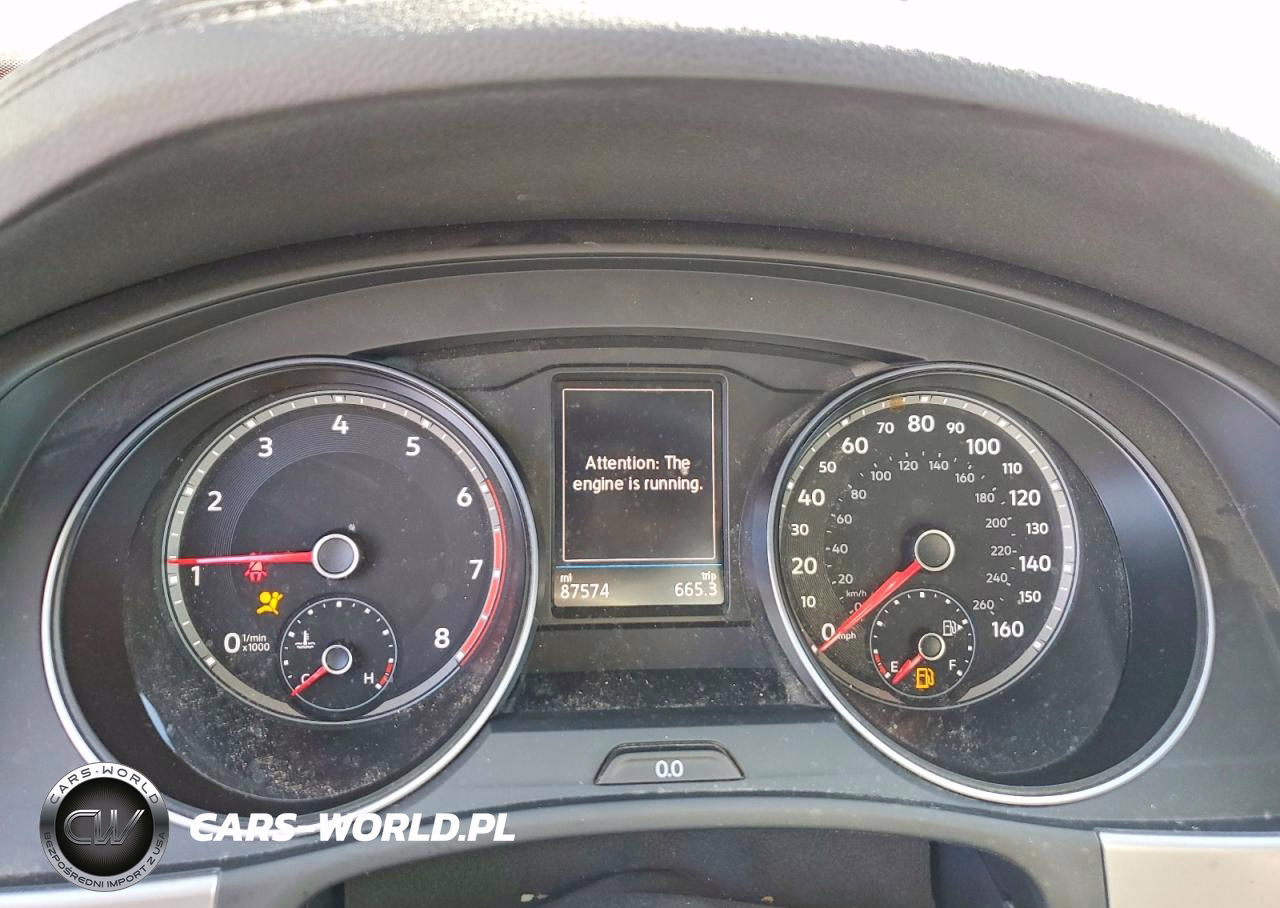 1
2
3
4
5
6
7
8
0
1/min
x1000
C
H
Attention: The
engine is running.
mi trip
87574 665.3
0
10
20
30
40
50
60
70
80
90
100
110
120
130
140
150
160
mph
km/h
0
20
40
60
80
100
120
140
160
180
200
220
240
260
E
F
0.0
CARS-WORLD
CW
BEZPOŚREDNI IMPORT Z USA
CARS-WORLD.PL